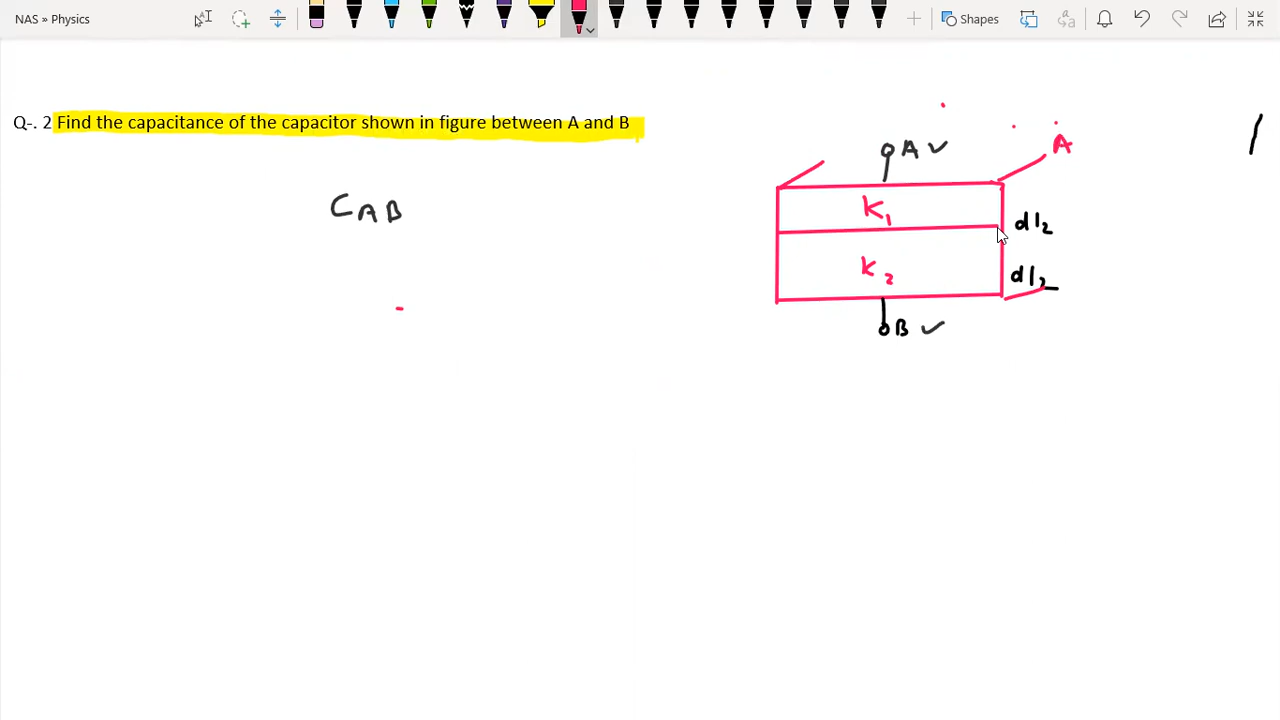 NAS » Physics
Shapes
Q-. 2 Find the capacitance of the capacitor shown in figure between A and B
A
A
CAB
K1
d/2
K2
d/2
B